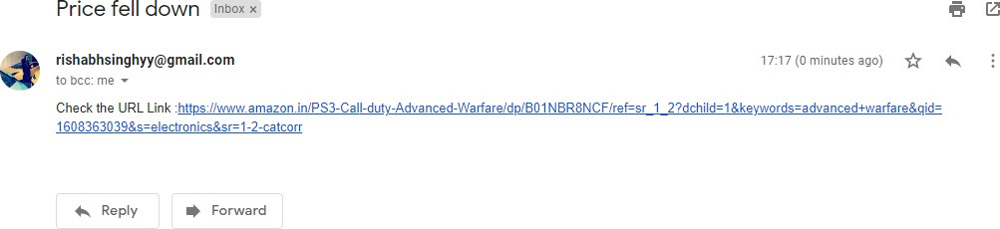 Price fell down Inbox ×
rishabhsinghyy@gmail.com 17:17 (0 minutes ago)
to bcc: me
Check the URL Link :https://www.amazon.in/PS3-Call-duty-Advanced-Warfare/dp/B01NBR8NCF/ref=sr_1_2?dchild=1&keywords=advanced+warfare&qid=
1608363039&s=electronics&sr=1-2-catcorr
Reply Forward